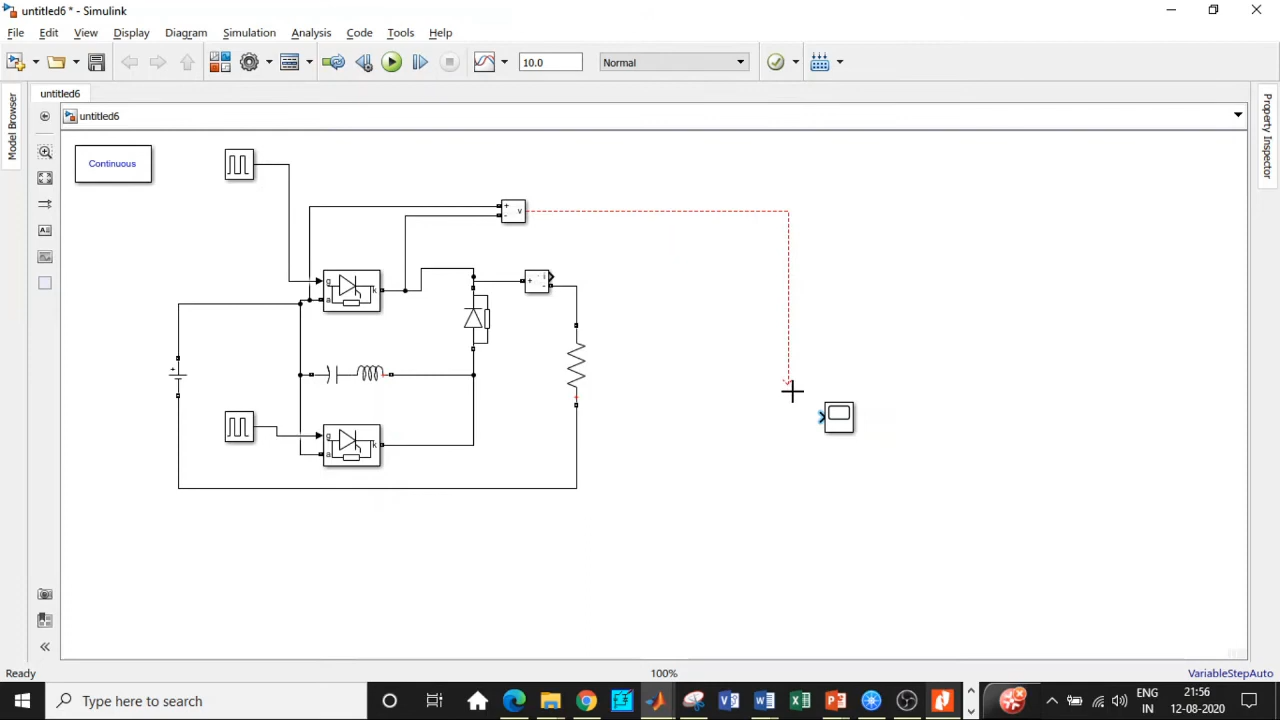 untitled6 * - Simulink
File Edit View Display Diagram Simulation Analysis Code Tools Help
10.0 Normal
untitled6
untitled6
Model Browser
Property Inspector
Continuous
+ v
-
g k
a
+ i
-
+
g k
a
Ready 100% VariableStepAuto
Type here to search
ENG 21:56
IN 12-08-2020